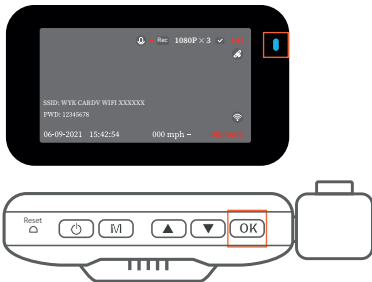 Rec 1080P × 3
SSID: WYK CARDV WIFI XXXXXX
PWD: 12345678
06-09-2021 15:42:54 000 mph -
Reset
M
OK